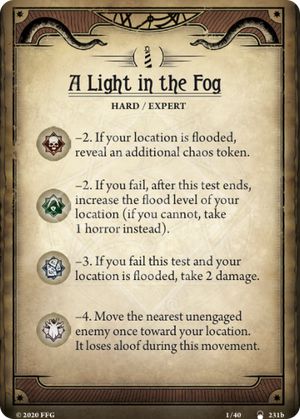 A Light in the Fog
HARD / EXPERT
–2. If your location is flooded,
reveal an additional chaos token.
–2. If you fail, after this test ends,
increase the flood level of your
location (if you cannot, take
1 horror instead).
–3. If you fail this test and your
location is flooded, take 2 damage.
–4. Move the nearest unengaged
enemy once toward your location.
It loses aloof during this movement.
© 2020 FFG 1/40 231b